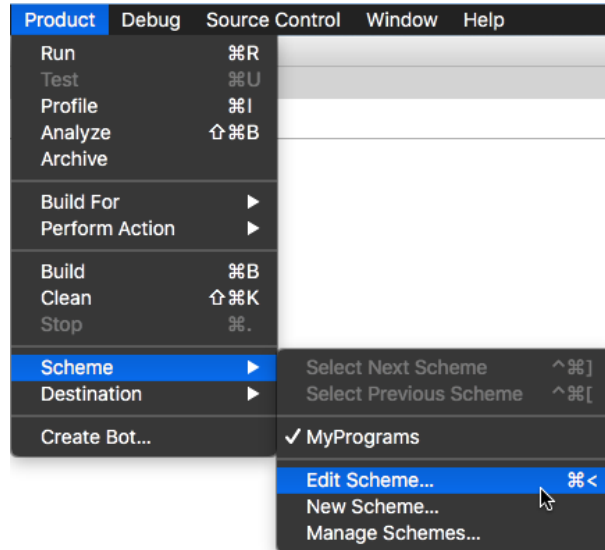 Product Debug Source Control Window Help
Run ⌘R
Test ⌘U
Profile ⌘I
Analyze ⇧⌘B
Archive
Build For ▶
Perform Action ▶
Build ⌘B
Clean ⇧⌘K
Stop ⌘.
Scheme ▶
Destination ▶
Create Bot...
Select Next Scheme ^⌘]
Select Previous Scheme ^⌘[
✓ MyPrograms
Edit Scheme... ⌘<
New Scheme...
Manage Schemes...